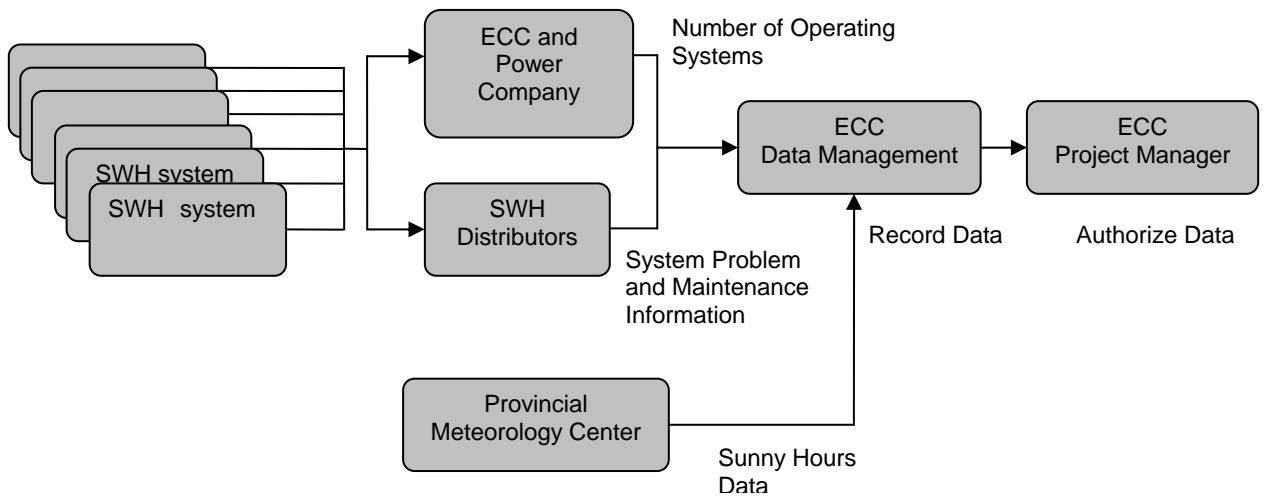 SWH system
SWH system
ECC and
Power
Company
Number of Operating
Systems
SWH
Distributors
System Problem
and Maintenance
Information
ECC
Data Management
ECC
Project Manager
Record Data
Authorize Data
Provincial
Meteorology Center
Sunny Hours
Data